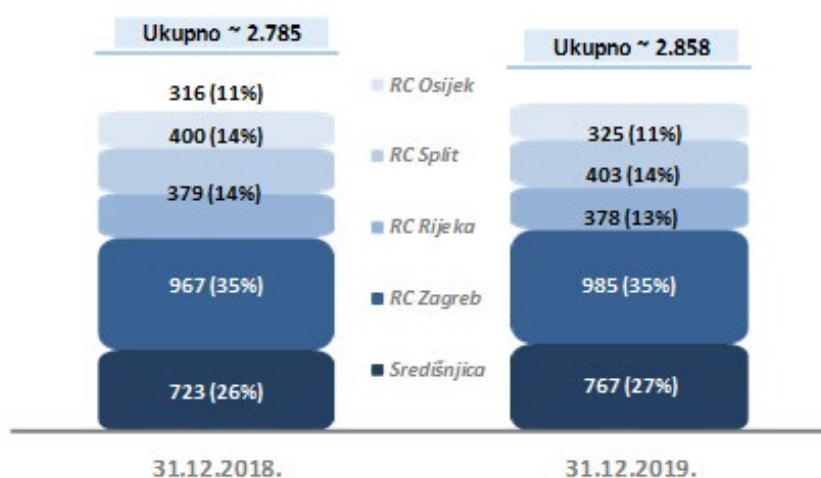 Ukupno ~ 2.785
316 (11%)
400 (14%)
379 (14%)
967 (35%)
723 (26%)
31.12.2018.
RC Osijek
RC Split
RC Rijeka
RC Zagreb
Središnjica
Ukupno ~ 2.858
325 (11%)
403 (14%)
378 (13%)
985 (35%)
767 (27%)
31.12.2019.